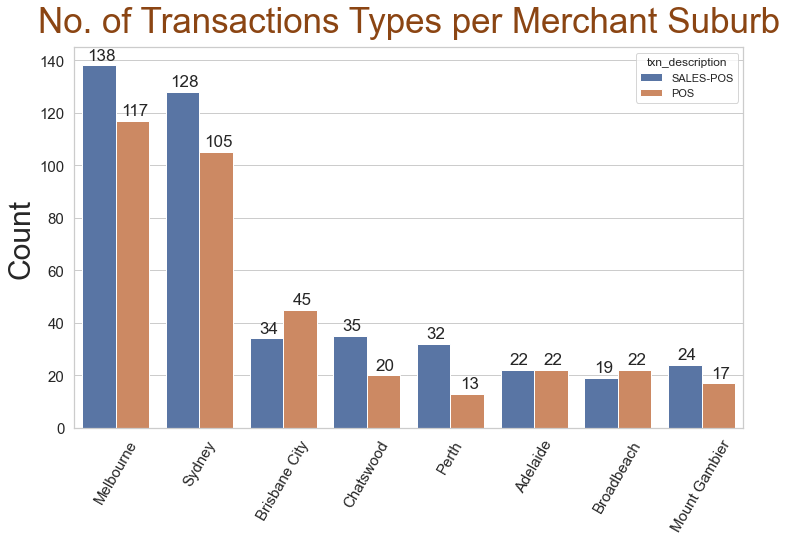 No. of Transactions Types per Merchant Suburb
txn_description
SALES-POS
POS
Count
140
120
100
80
60
40
20
0
138
117
128
105
34
45
35
20
32
13
22
22
19
22
24
17
Melbourne
Sydney
Brisbane City
Chatswood
Perth
Adelaide
Broadbeach
Mount Gambier